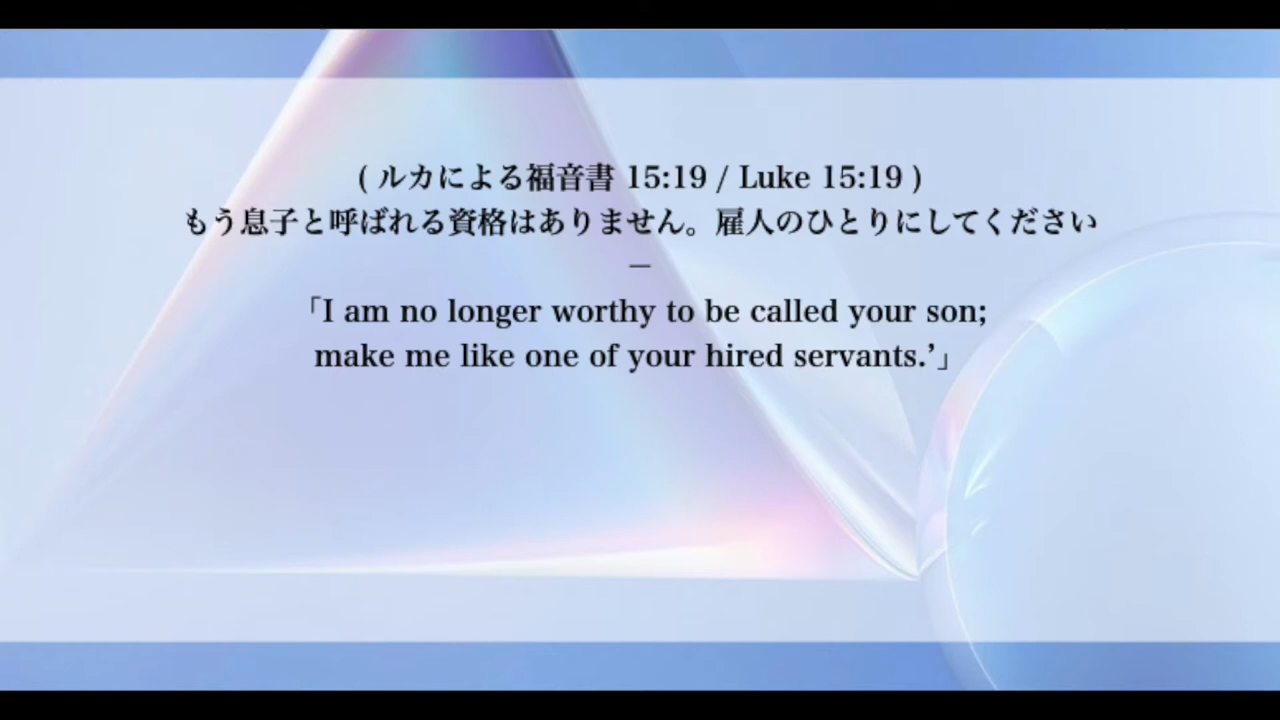 ( ルカによる福音書 15:19 / Luke 15:19 )
もう息子と呼ばれる資格はありません。雇人のひとりにしてください
—
「I am no longer worthy to be called your son;
make me like one of your hired servants.’」